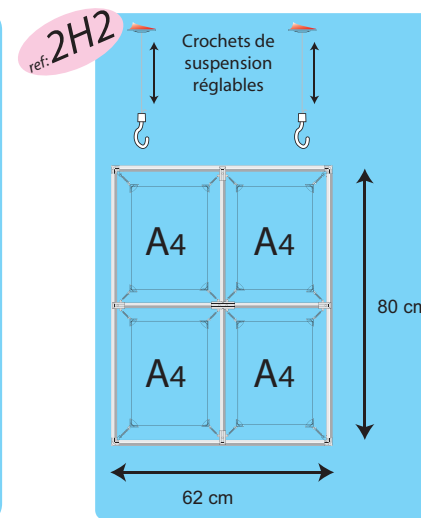 ref: 2H2
Crochets de
suspension
réglables
A4 A4
A4 A4
80 cm
62 cm